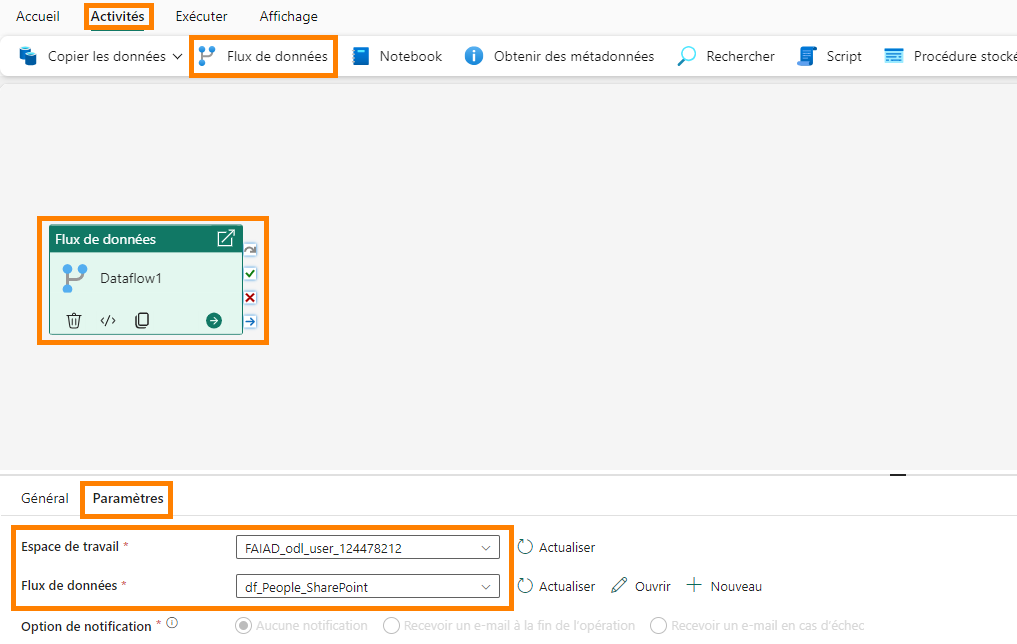 Accueil Activités Exécuter Affichage
Copier les données Flux de données Notebook Obtenir des métadonnées Rechercher Script Procédure stocké
Flux de données
Dataflow1
Général Paramètres
Espace de travail * FAIAD_odl_user_124478212 Actualiser
Flux de données * df_People_SharePoint Actualiser Ouvrir Nouveau
Option de notification * Aucune notification Recevoir un e-mail à la fin de l'opération Recevoir un e-mail en cas d'échec